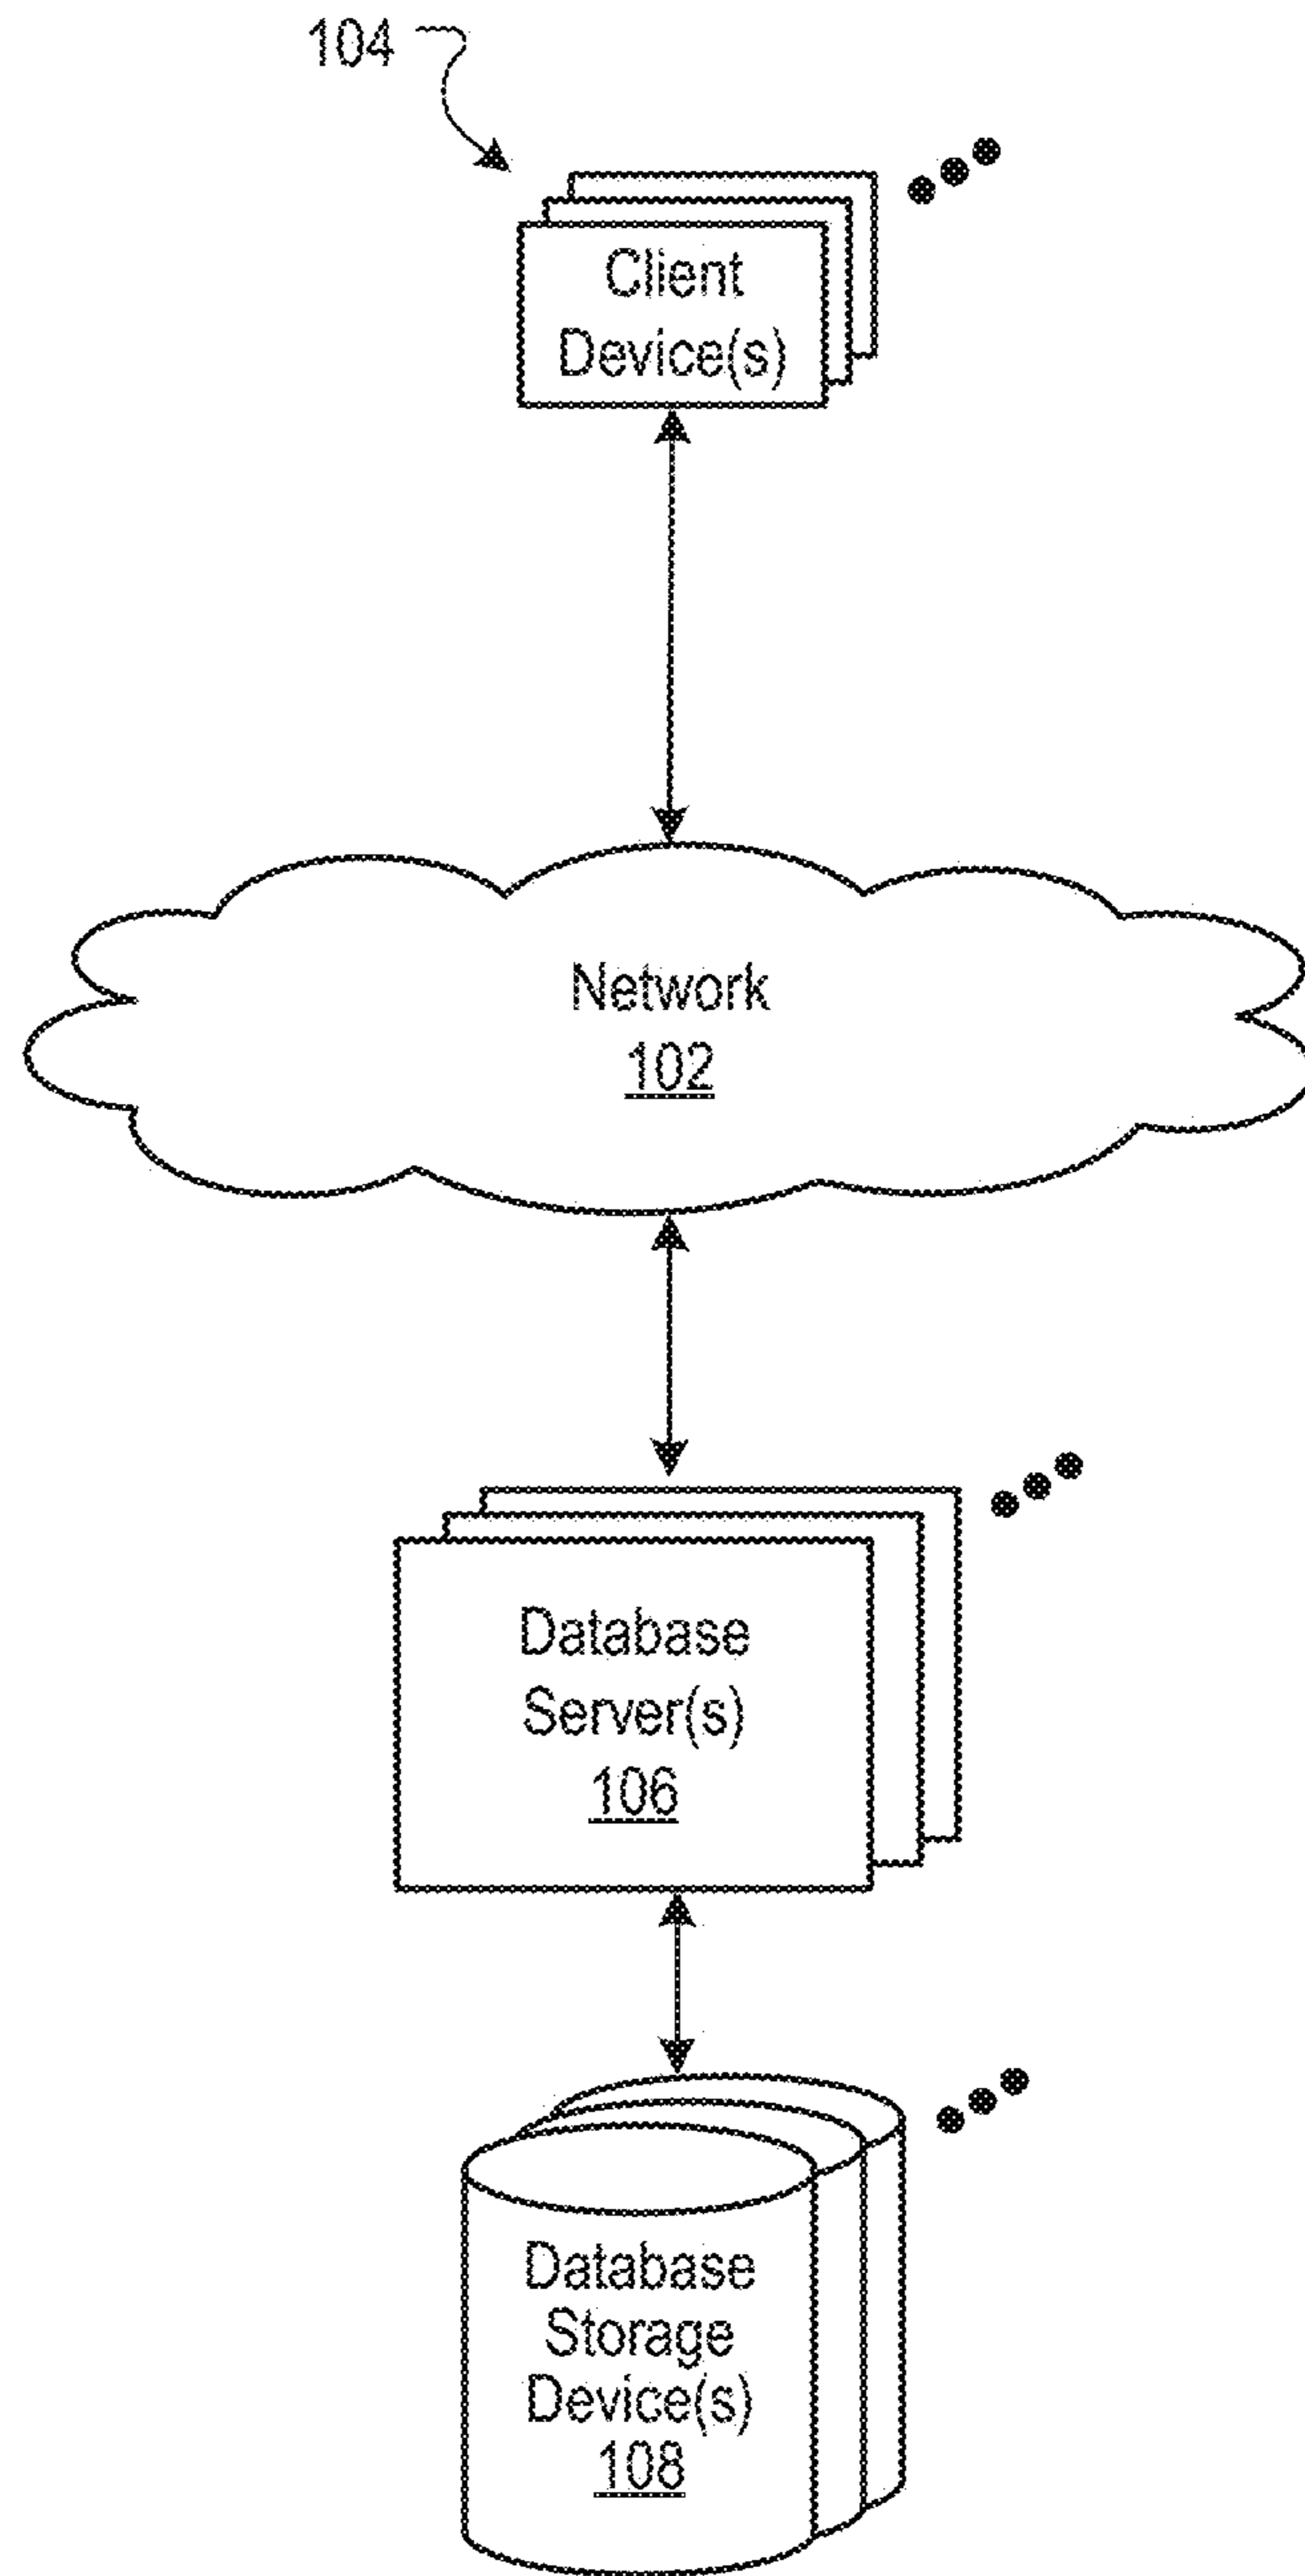 104
Client
Device(s)
Network
102
Database
Server(s)
106
Database
Storage
Device(s)
108